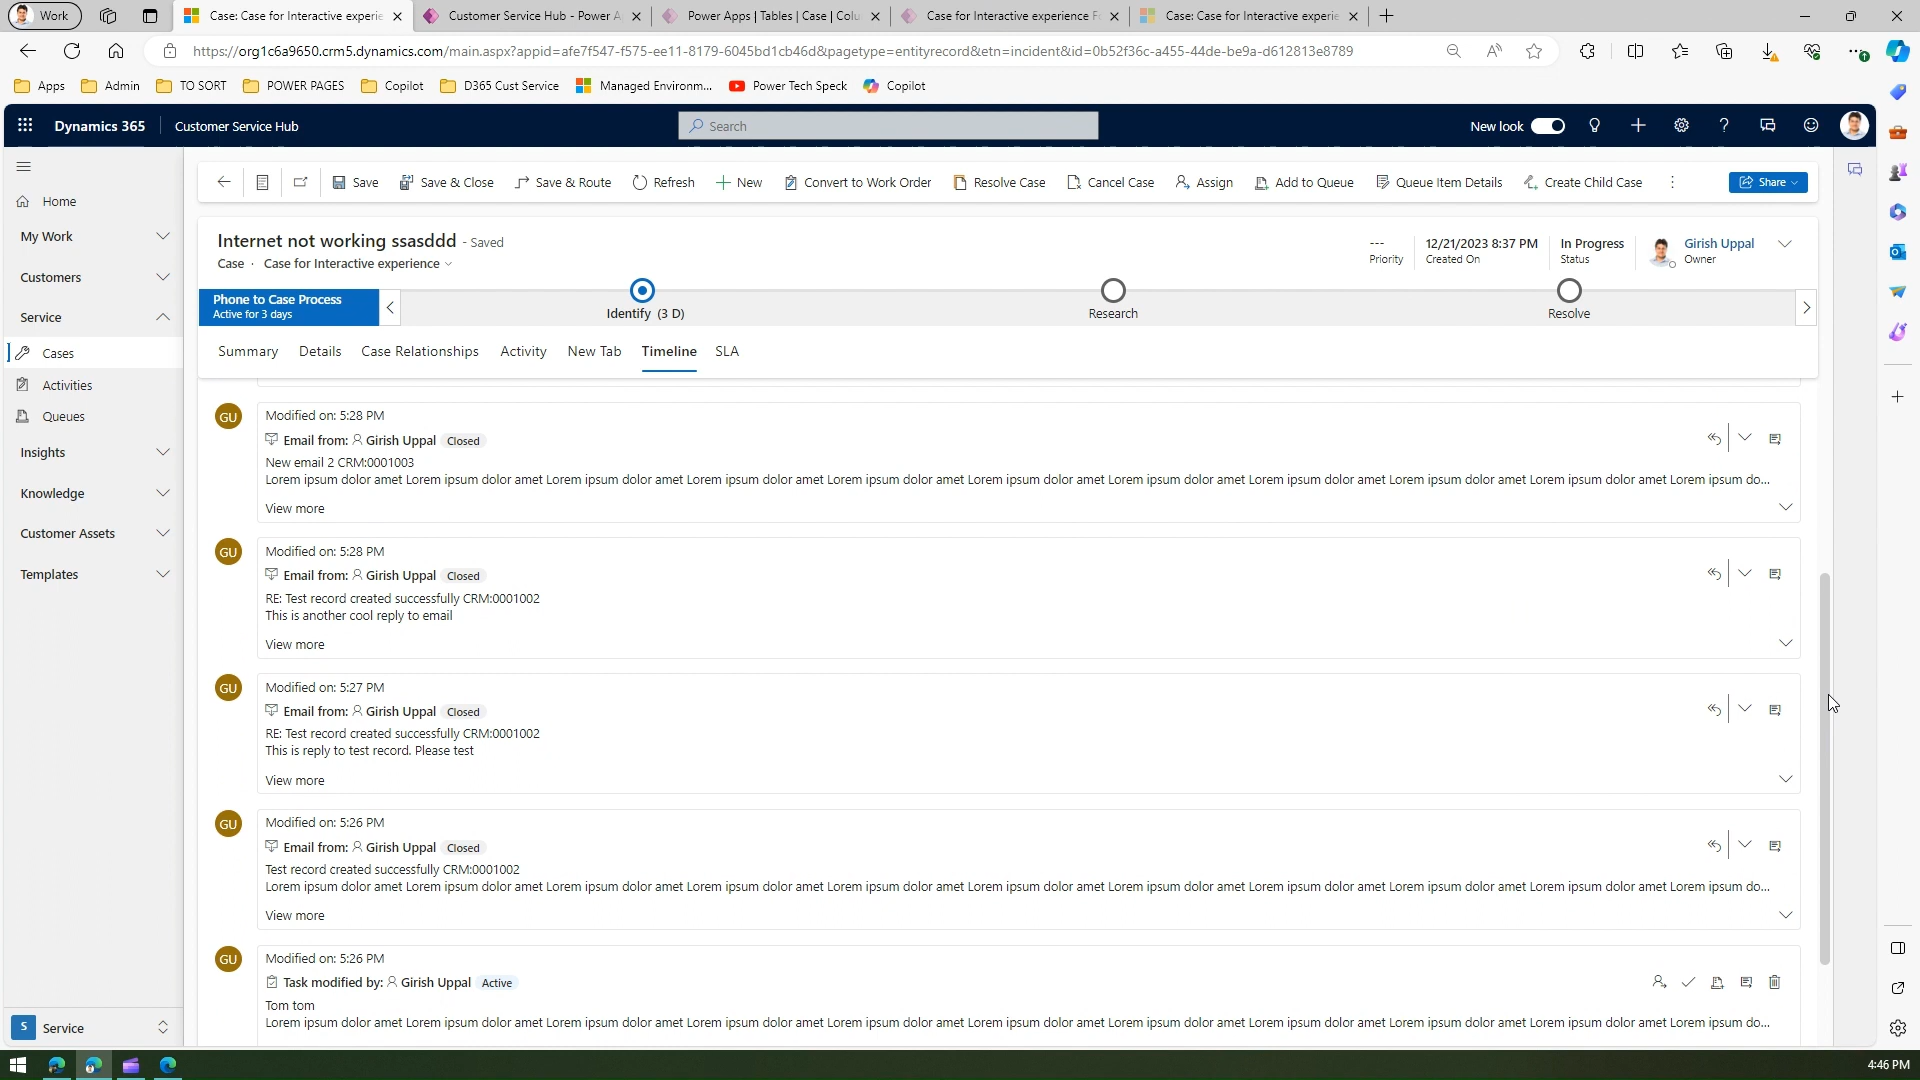 Work
Case: Case for Interactive experie
Customer Service Hub - Power A
Power Apps | Tables | Case | Colu
Case for Interactive experience Fo
Case: Case for Interactive experie
https://org1c6a9650.crm5.dynamics.com/main.aspx?appid=afe7f547-f575-ee11-8179-6045bd1cb46d&pagetype=entityrecord&etn=incident&id=0b52f36c-a455-44de-be9a-d612813e8789
Apps
Admin
TO SORT
POWER PAGES
Copilot
D365 Cust Service
Managed Environm...
Power Tech Speck
Copilot
Dynamics 365
Customer Service Hub
Search
New look
Save
Save & Close
Save & Route
Refresh
New
Convert to Work Order
Resolve Case
Cancel Case
Assign
Add to Queue
Queue Item Details
Create Child Case
Share
Home
My Work
Customers
Service
Cases
Activities
Queues
Insights
Knowledge
Customer Assets
Templates
S Service
Internet not working ssasddd - Saved
Case · Case for Interactive experience
---
Priority
12/21/2023 8:37 PM
Created On
In Progress
Status
Girish Uppal
Owner
Phone to Case Process
Active for 3 days
Identify (3 D)
Research
Resolve
Summary
Details
Case Relationships
Activity
New Tab
Timeline
SLA
GU
Modified on: 5:28 PM
Email from: Girish Uppal Closed
New email 2 CRM:0001003
Lorem ipsum dolor amet Lorem ipsum dolor amet Lorem ipsum dolor amet Lorem ipsum dolor amet Lorem ipsum dolor amet Lorem ipsum dolor amet Lorem ipsum dolor amet Lorem ipsum dolor amet Lorem ipsum dolor amet Lorem ipsum dolor amet Lorem ipsum do...
View more
GU
Modified on: 5:28 PM
Email from: Girish Uppal Closed
RE: Test record created successfully CRM:0001002
This is another cool reply to email
View more
GU
Modified on: 5:27 PM
Email from: Girish Uppal Closed
RE: Test record created successfully CRM:0001002
This is reply to test record. Please test
View more
GU
Modified on: 5:26 PM
Email from: Girish Uppal Closed
Test record created successfully CRM:0001002
Lorem ipsum dolor amet Lorem ipsum dolor amet Lorem ipsum dolor amet Lorem ipsum dolor amet Lorem ipsum dolor amet Lorem ipsum dolor amet Lorem ipsum dolor amet Lorem ipsum dolor amet Lorem ipsum dolor amet Lorem ipsum dolor amet Lorem ipsum do...
View more
GU
Modified on: 5:26 PM
Task modified by: Girish Uppal Active
Tom tom
Lorem ipsum dolor amet Lorem ipsum dolor amet Lorem ipsum dolor amet Lorem ipsum dolor amet Lorem ipsum dolor amet Lorem ipsum dolor amet Lorem ipsum dolor amet Lorem ipsum dolor amet Lorem ipsum dolor amet Lorem ipsum dolor amet Lorem ipsum do...
4:46 PM